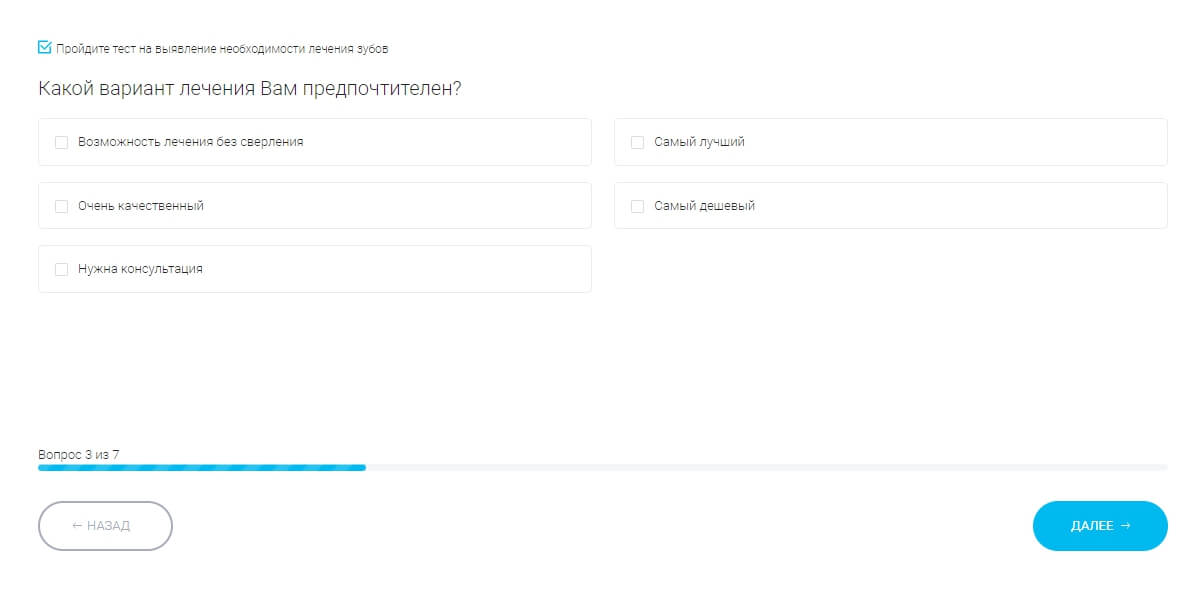 Пройдите тест на выявление необходимости лечения зубов
Какой вариант лечения Вам предпочтителен?
Возможность лечения без сверления
Самый лучший
Очень качественный
Самый дешевый
Нужна консультация
Вопрос 3 из 7
← НАЗАД
ДАЛЕЕ →